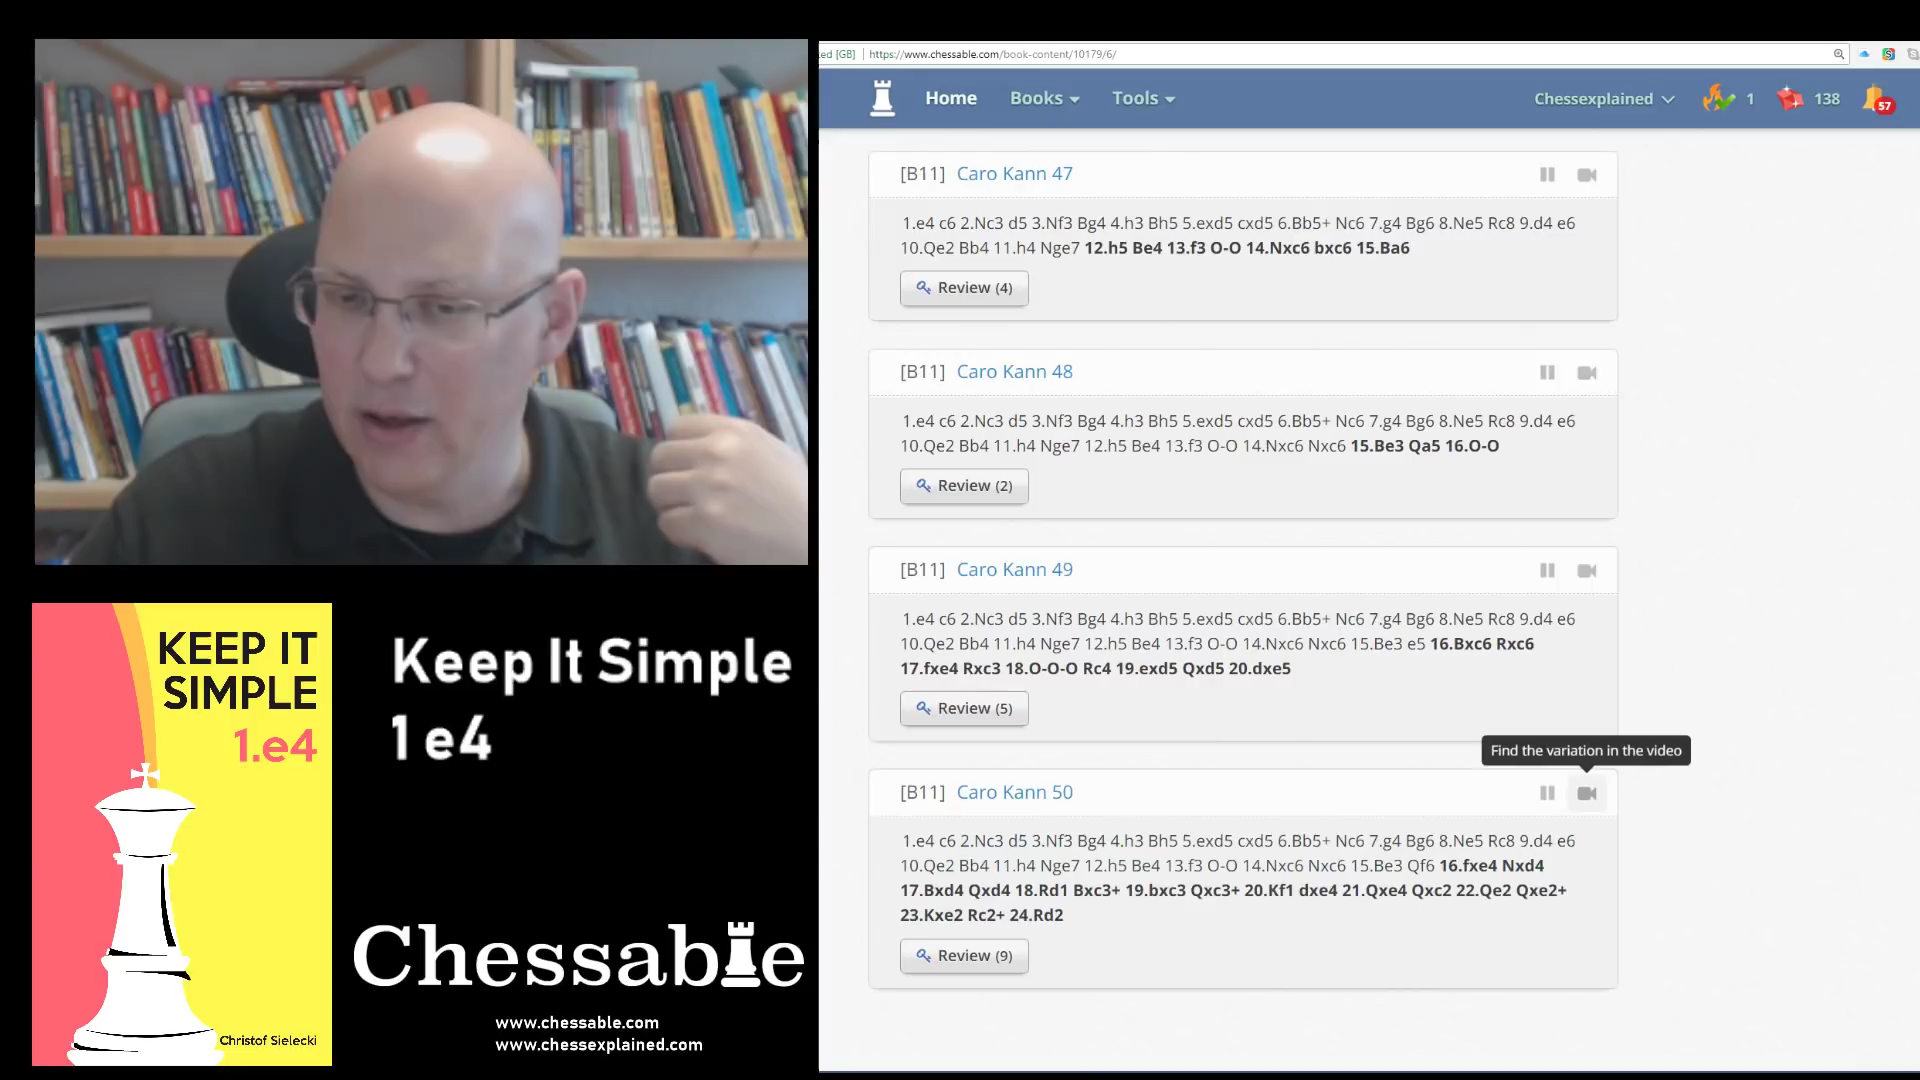 ed [GB] https://www.chessable.com/book-content/10179/6/
Home Books Tools Chessexplained 1 138 57
[B11] Caro Kann 47
1.e4 c6 2.Nc3 d5 3.Nf3 Bg4 4.h3 Bh5 5.exd5 cxd5 6.Bb5+ Nc6 7.g4 Bg6 8.Ne5 Rc8 9.d4 e6
10.Qe2 Bb4 11.h4 Nge7 12.h5 Be4 13.f3 O-O 14.Nxc6 bxc6 15.Ba6
Review (4)
[B11] Caro Kann 48
1.e4 c6 2.Nc3 d5 3.Nf3 Bg4 4.h3 Bh5 5.exd5 cxd5 6.Bb5+ Nc6 7.g4 Bg6 8.Ne5 Rc8 9.d4 e6
10.Qe2 Bb4 11.h4 Nge7 12.h5 Be4 13.f3 O-O 14.Nxc6 Nxc6 15.Be3 Qa5 16.O-O
Review (2)
[B11] Caro Kann 49
1.e4 c6 2.Nc3 d5 3.Nf3 Bg4 4.h3 Bh5 5.exd5 cxd5 6.Bb5+ Nc6 7.g4 Bg6 8.Ne5 Rc8 9.d4 e6
10.Qe2 Bb4 11.h4 Nge7 12.h5 Be4 13.f3 O-O 14.Nxc6 Nxc6 15.Be3 e5 16.Bxc6 Rxc6
17.fxe4 Rxc3 18.O-O-O Rc4 19.exd5 Qxd5 20.dxe5
Review (5)
Find the variation in the video
[B11] Caro Kann 50
1.e4 c6 2.Nc3 d5 3.Nf3 Bg4 4.h3 Bh5 5.exd5 cxd5 6.Bb5+ Nc6 7.g4 Bg6 8.Ne5 Rc8 9.d4 e6
10.Qe2 Bb4 11.h4 Nge7 12.h5 Be4 13.f3 O-O 14.Nxc6 Nxc6 15.Be3 Qf6 16.fxe4 Nxd4
17.Bxd4 Qxd4 18.Rd1 Bxc3+ 19.bxc3 Qxc3+ 20.Kf1 dxe4 21.Qxe4 Qxc2 22.Qe2 Qxe2+
23.Kxe2 Rc2+ 24.Rd2
Review (9)
KEEP IT
SIMPLE
1.e4
Christof Sielecki
Keep It Simple
1 e4
Chessable
www.chessable.com
www.chessexplained.com